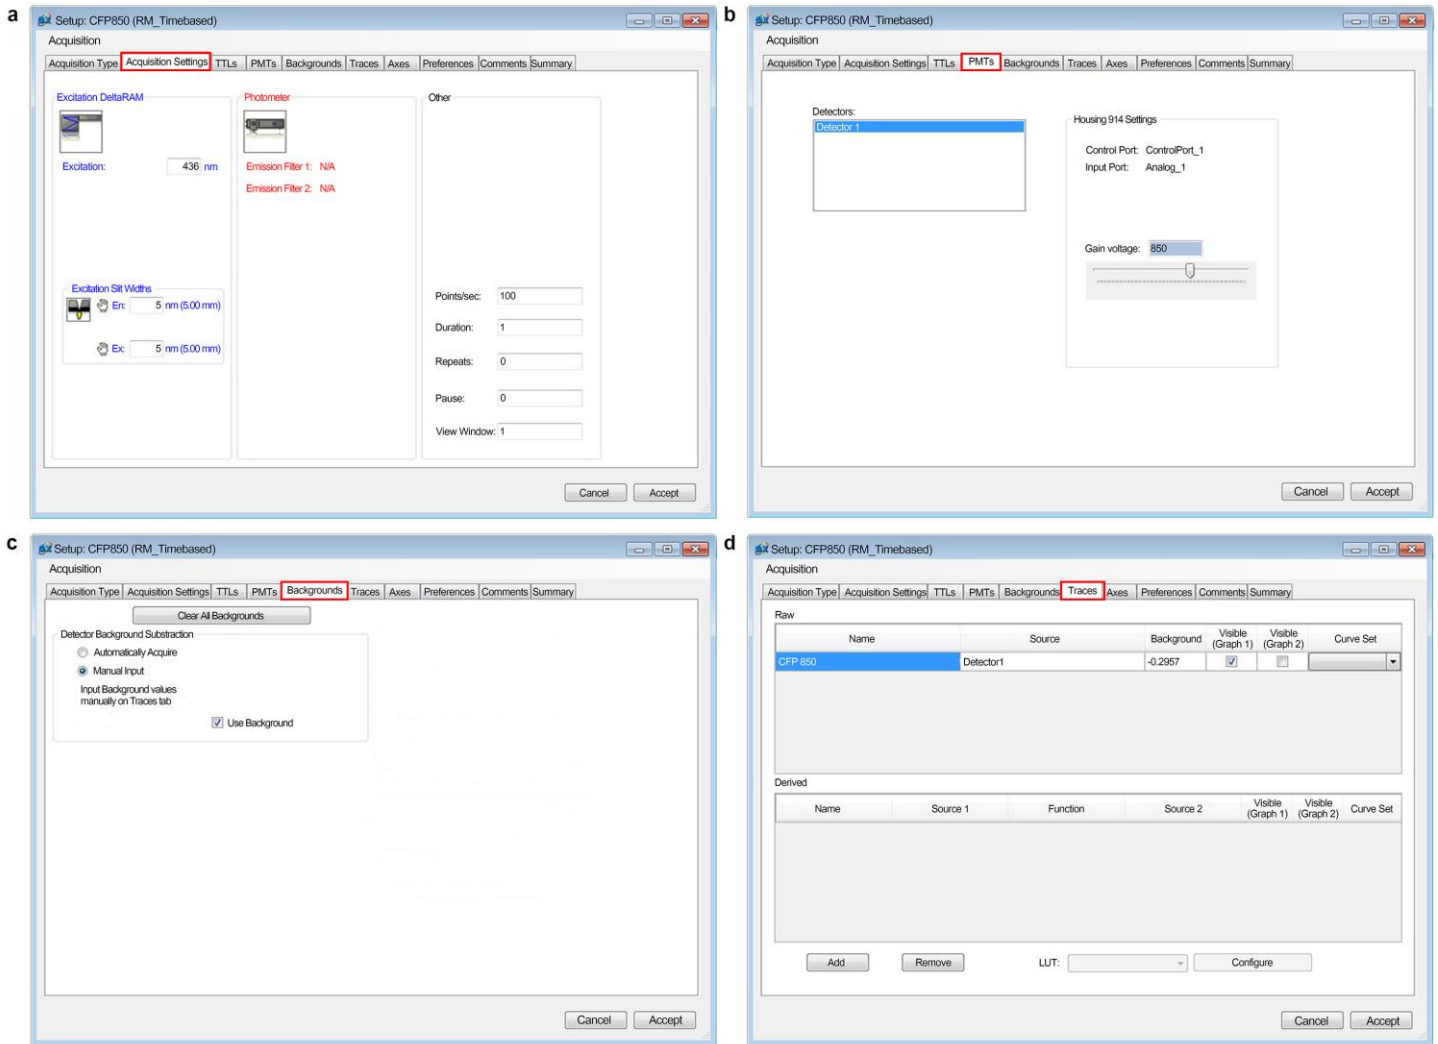 a
Setup: CFP850 (RM_Timebased)
Acquisition
Acquisition Type Acquisition Settings TTLs PMTs Backgrounds Traces Axes Preferences Comments Summary
Excitation DeltaRAM
Excitation: 436 nm
Excitation Slit Widths
En: 5 nm (5.00 mm)
Ex: 5 nm (5.00 mm)
Photometer
Emission Filter 1: N/A
Emission Filter 2: N/A
Other
Points/sec: 100
Duration: 1
Repeats: 0
Pause: 0
View Window: 1
Cancel Accept
b
Setup: CFP850 (RM_Timebased)
Acquisition
Acquisition Type Acquisition Settings TTLs PMTs Backgrounds Traces Axes Preferences Comments Summary
Detectors:
Detector 1
Housing 914 Settings
Control Port: ControlPort_1
Input Port: Analog_1
Gain voltage: 850
Cancel Accept
c
Setup: CFP850 (RM_Timebased)
Acquisition
Acquisition Type Acquisition Settings TTLs PMTs Backgrounds Traces Axes Preferences Comments Summary
Clear All Backgrounds
Detector Background Substraction
Automatically Acquire
Manual Input
Input Background values
manually on Traces tab
Use Background
Cancel Accept
d
Setup: CFP850 (RM_Timebased)
Acquisition
Acquisition Type Acquisition Settings TTLs PMTs Backgrounds Traces Axes Preferences Comments Summary
Raw
Name Source Background Visible (Graph 1) Visible (Graph 2) Curve Set
CFP 850 Detector1 -0.2957
Derived
Name Source 1 Function Source 2 Visible (Graph 1) Visible (Graph 2) Curve Set
Add Remove LUT: Configure
Cancel Accept